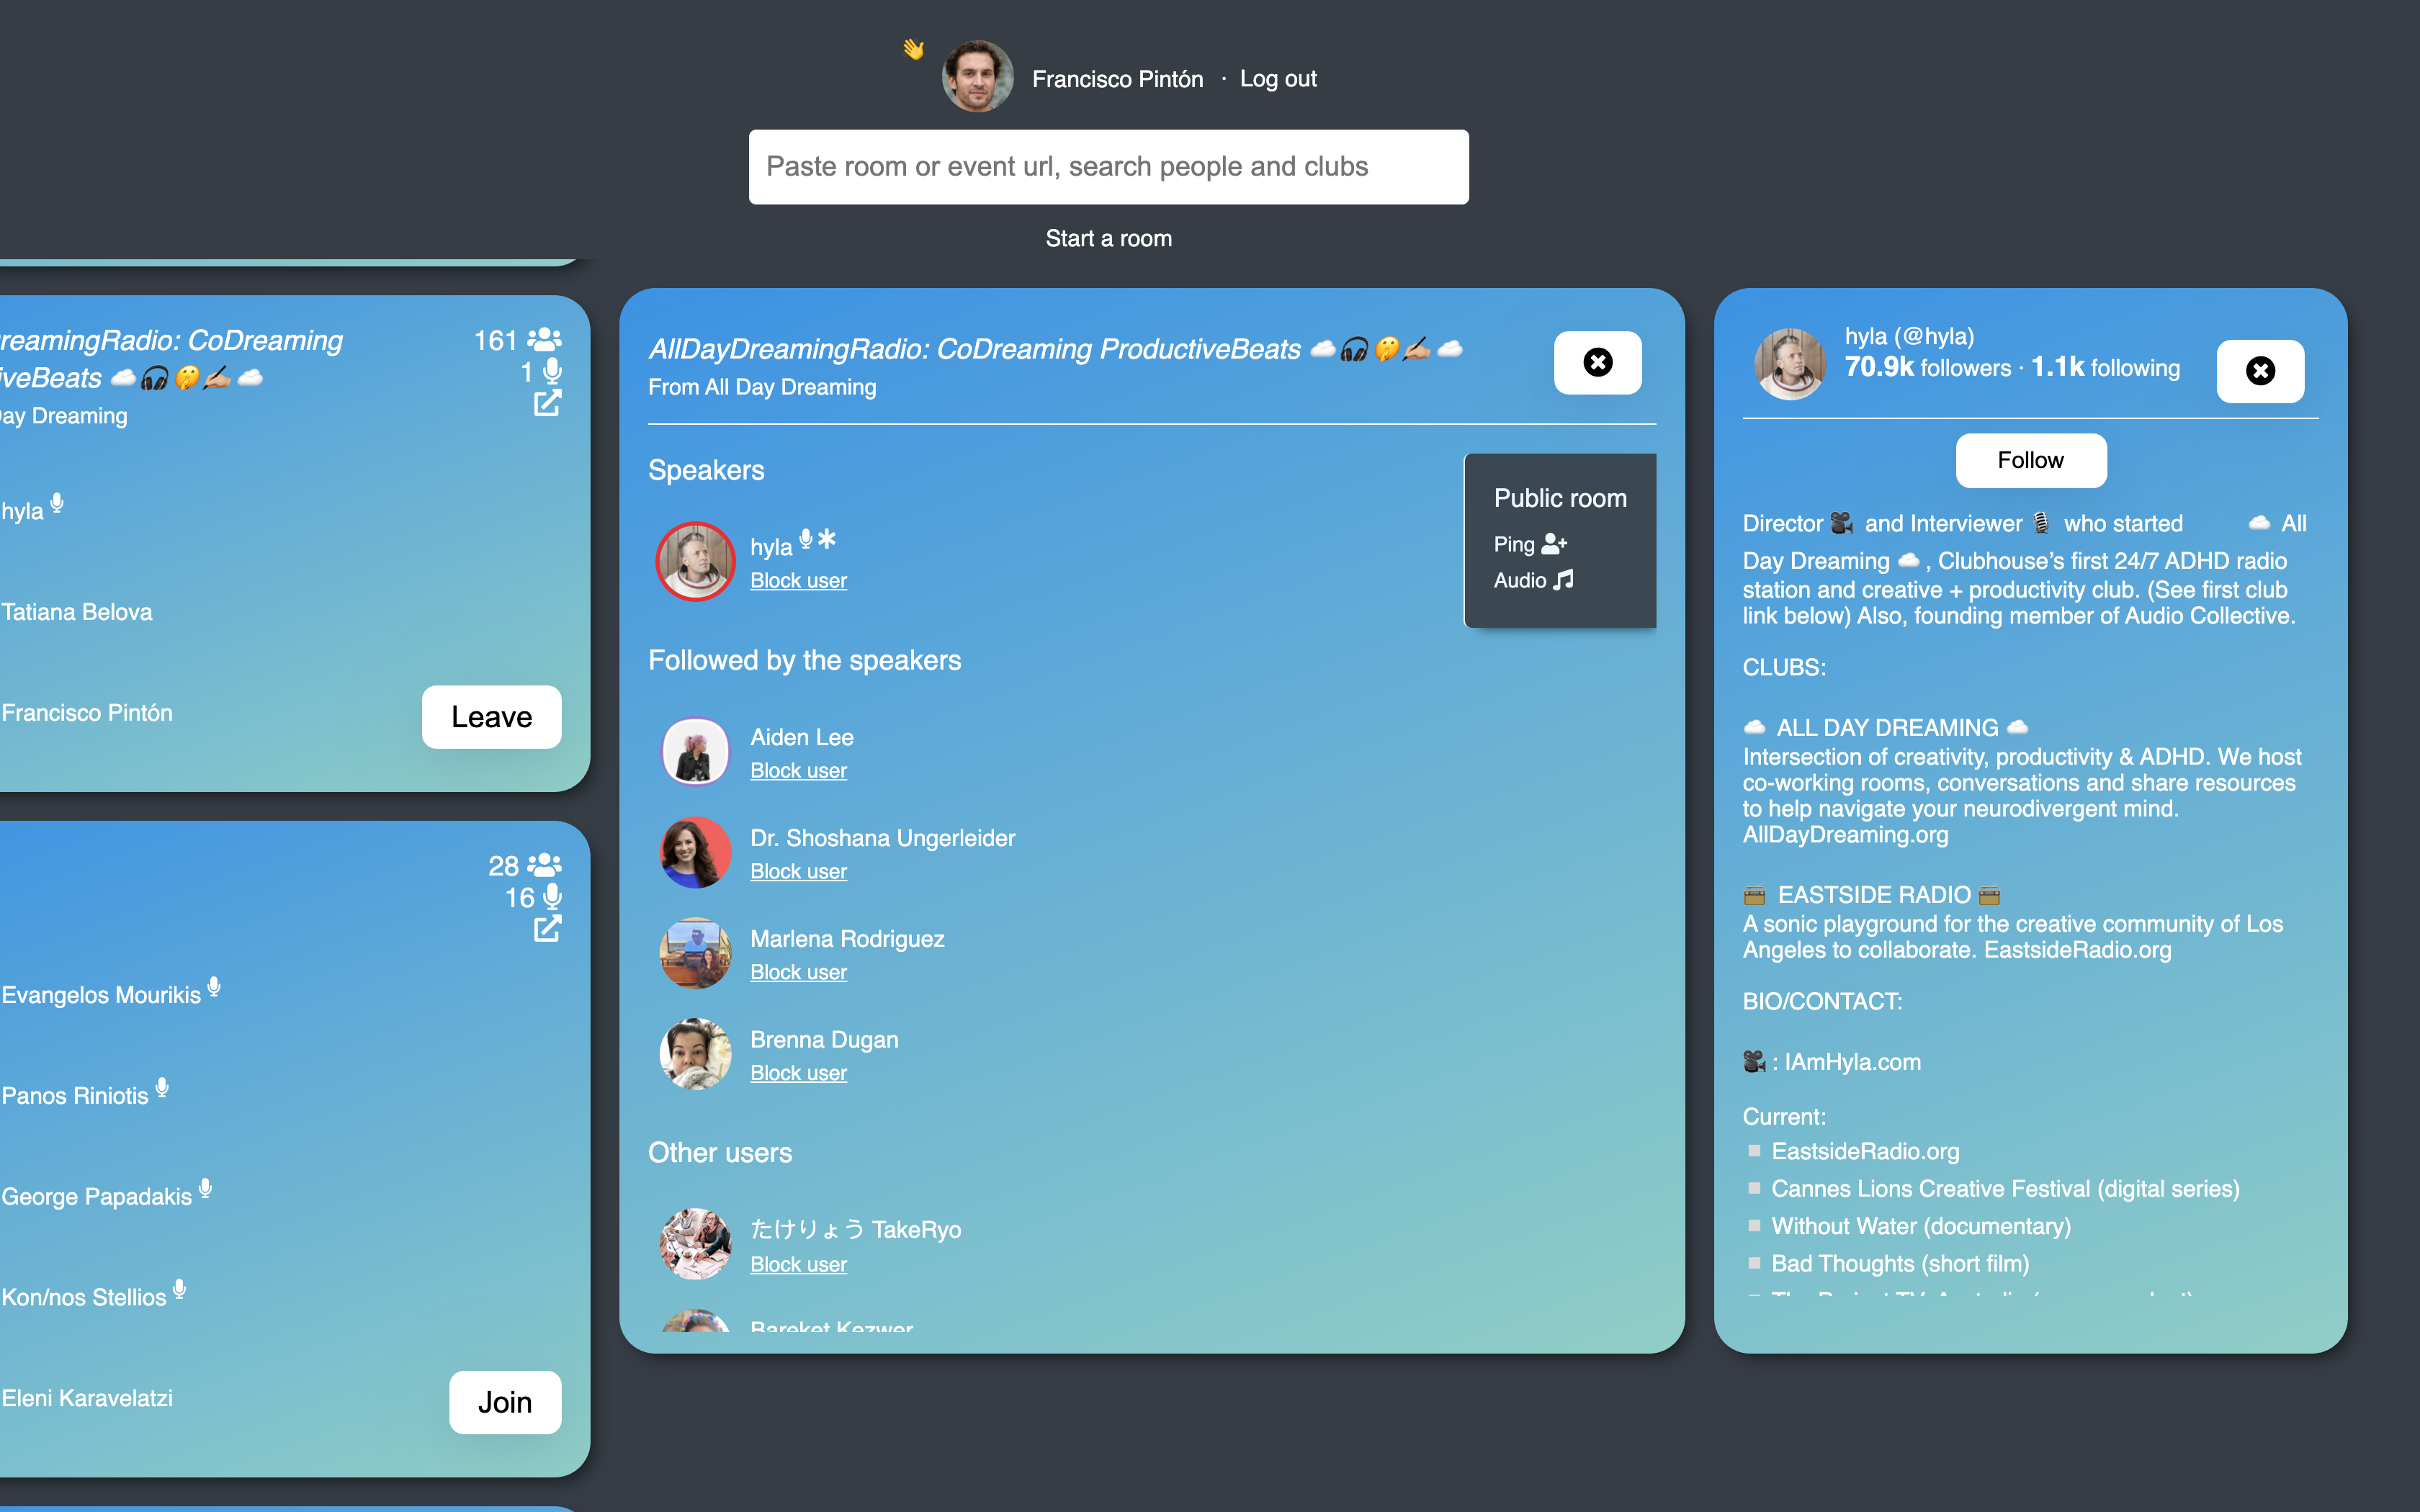 👋 Francisco Pintón · Log out
Paste room or event url, search people and clubs
Start a room
reamingRadio: CoDreaming
iveBeats ☁️🎧🤫✍🏼☁️
ay Dreaming
161
1
hyla
Tatiana Belova
Francisco Pintón
Leave
28
16
Evangelos Mourikis
Panos Riniotis
George Papadakis
Kon/nos Stellios
Eleni Karavelatzi
Join
AllDayDreamingRadio: CoDreaming ProductiveBeats ☁️🎧🤫✍🏼☁️
From All Day Dreaming
Speakers
hyla
Block user
Public room
Ping
Audio
Followed by the speakers
Aiden Lee
Block user
Dr. Shoshana Ungerleider
Block user
Marlena Rodriguez
Block user
Brenna Dugan
Block user
Other users
たけりょう TakeRyo
Block user
Bareket Kezwer
hyla (@hyla)
70.9k followers · 1.1k following
Follow
Director 🎥 and Interviewer 🎙 who started ☁️ All
Day Dreaming ☁️ , Clubhouse’s first 24/7 ADHD radio
station and creative + productivity club. (See first club
link below) Also, founding member of Audio Collective.
CLUBS:
☁️ ALL DAY DREAMING ☁️
Intersection of creativity, productivity & ADHD. We host
co-working rooms, conversations and share resources
to help navigate your neurodivergent mind.
AllDayDreaming.org
📻 EASTSIDE RADIO 📻
A sonic playground for the creative community of Los
Angeles to collaborate. EastsideRadio.org
BIO/CONTACT:
🎥 : IAmHyla.com
Current:
◽️ EastsideRadio.org
◽️ Cannes Lions Creative Festival (digital series)
◽️ Without Water (documentary)
◽️ Bad Thoughts (short film)